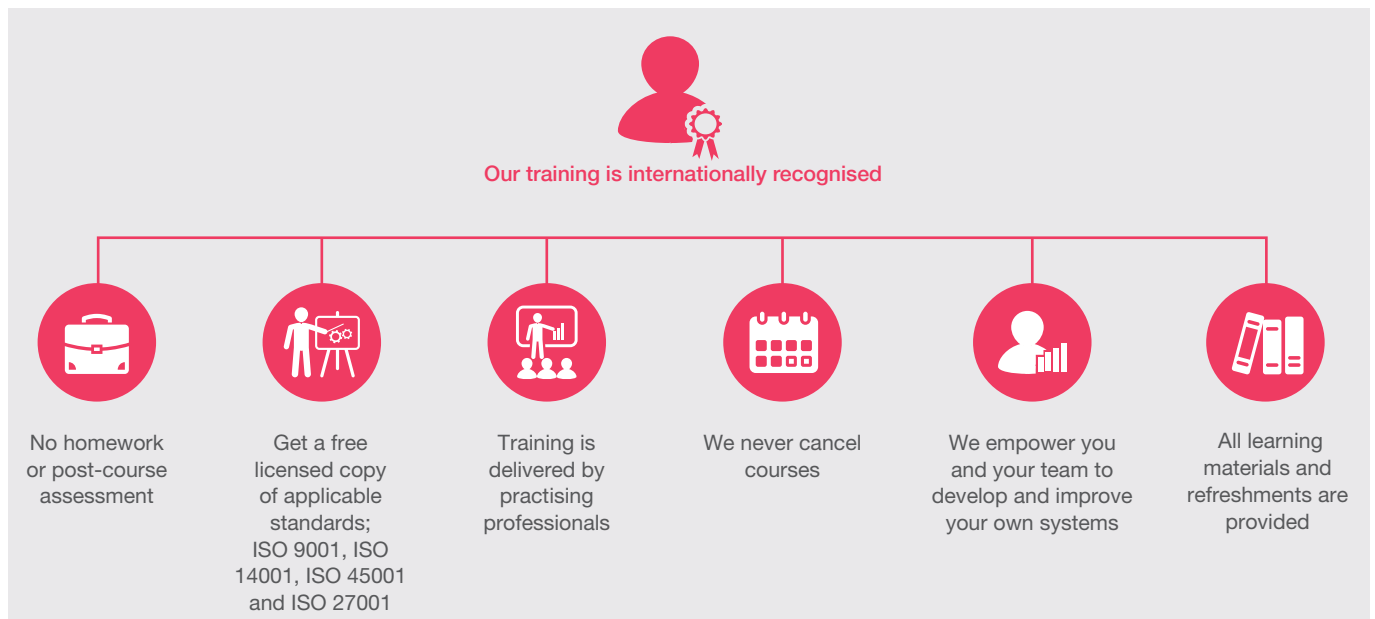 Our training is internationally recognised
No homework
or post-course
assessment
Get a free
licensed copy
of applicable
standards;
ISO 9001, ISO
14001, ISO 45001
and ISO 27001
Training is
delivered by
practising
professionals
We never cancel
courses
We empower you
and your team to
develop and improve
your own systems
All learning
materials and
refreshments are
provided